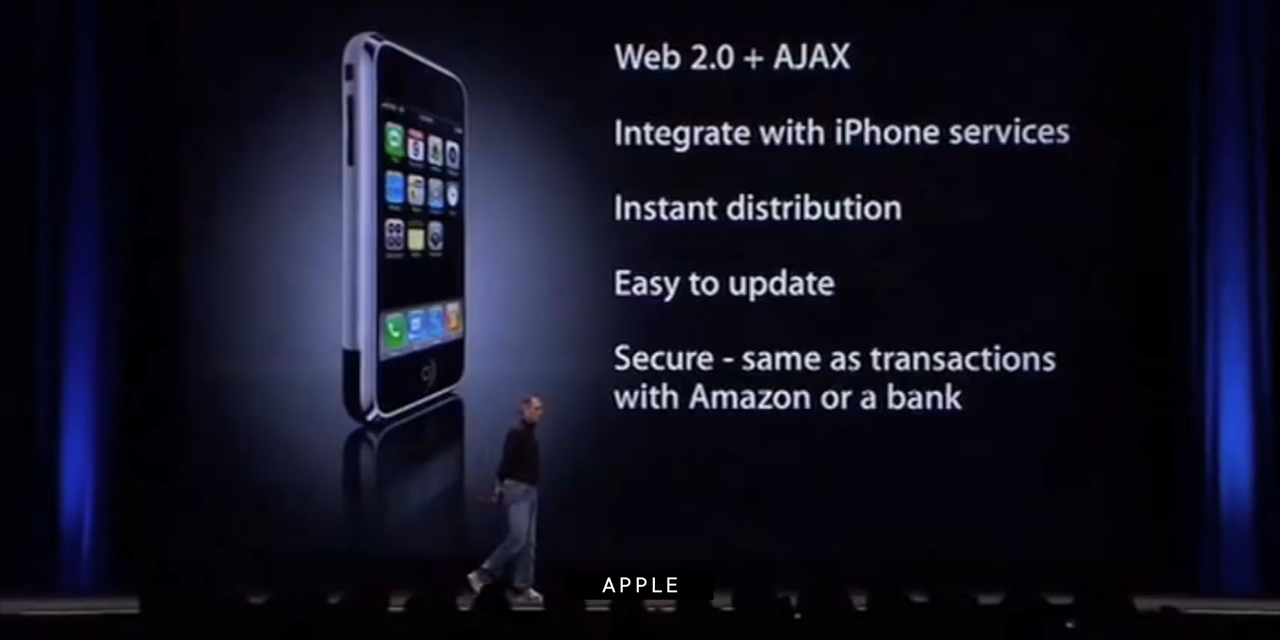 Web 2.0 + AJAX
Integrate with iPhone services
Instant distribution
Easy to update
Secure - same as transactions
with Amazon or a bank
APPLE